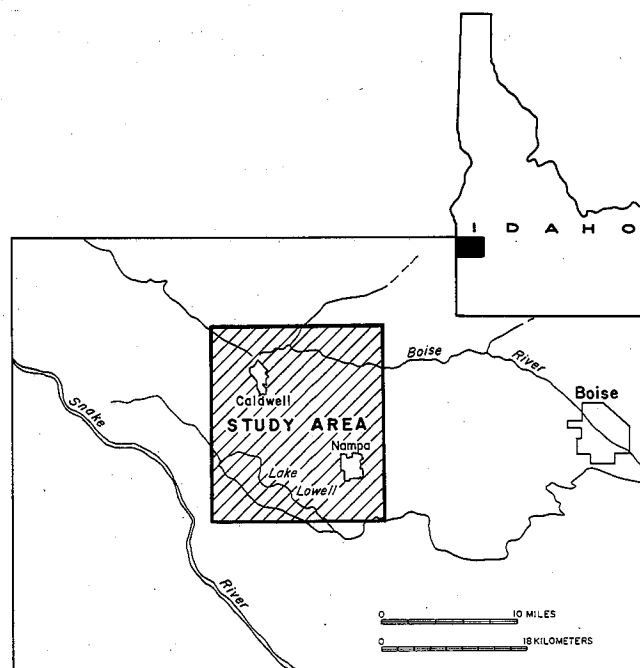 I D A H O
Boise
River
Boise
Snake
Caldwell
STUDY AREA
Nampa
Lake
Lowell
River
0 10 MILES
0 18 KILOMETERS